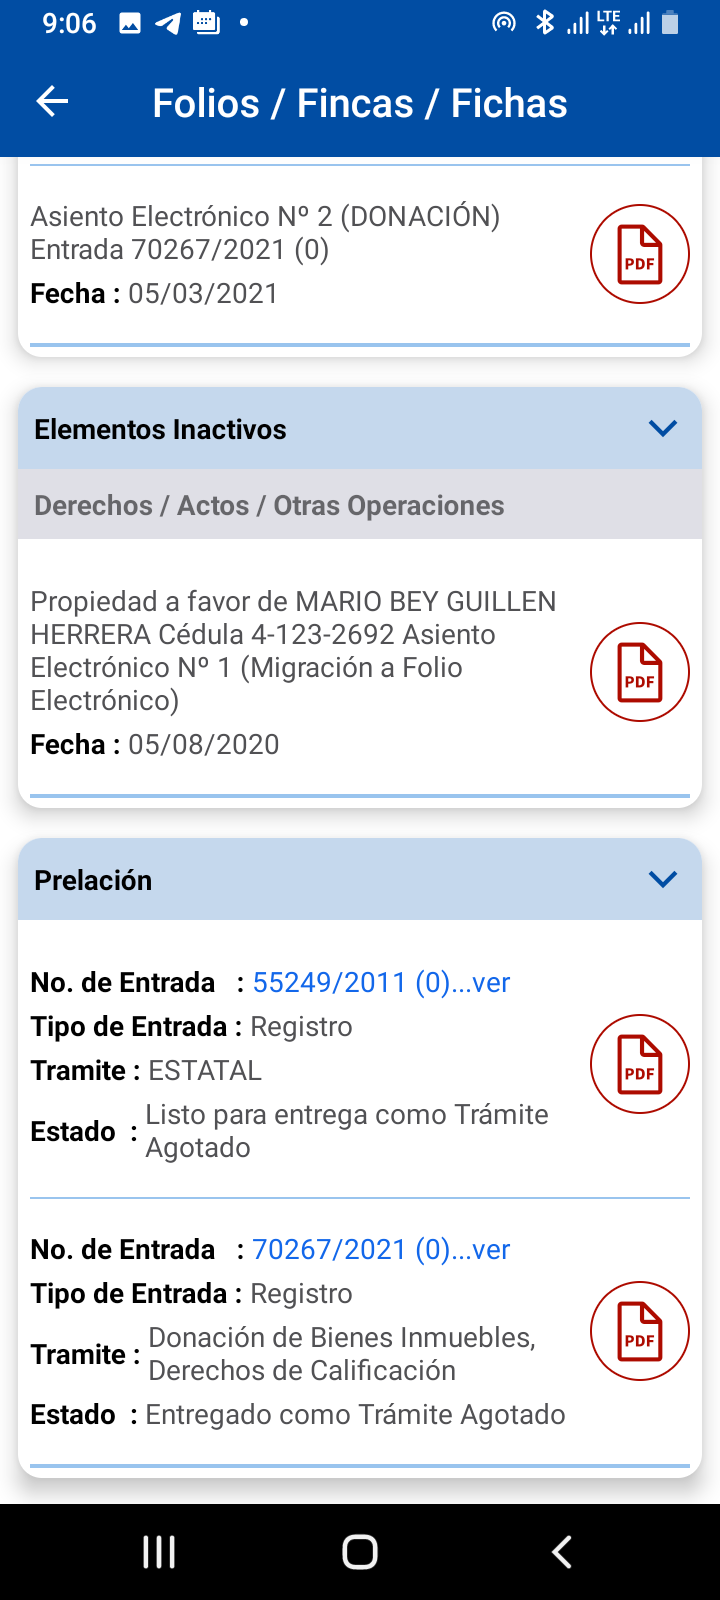 9:06
LTE
Folios / Fincas / Fichas
Asiento Electrónico Nº 2 (DONACIÓN)
Entrada 70267/2021 (0)
Fecha : 05/03/2021
PDF
Elementos Inactivos
Derechos / Actos / Otras Operaciones
Propiedad a favor de MARIO BEY GUILLEN
HERRERA Cédula 4-123-2692 Asiento
Electrónico Nº 1 (Migración a Folio
Electrónico)
Fecha : 05/08/2020
PDF
Prelación
No. de Entrada : 55249/2011 (0)...ver
Tipo de Entrada : Registro
Tramite : ESTATAL
Estado : Listo para entrega como Trámite
Agotado
PDF
No. de Entrada : 70267/2021 (0)...ver
Tipo de Entrada : Registro
Tramite : Donación de Bienes Inmuebles,
Derechos de Calificación
Estado : Entregado como Trámite Agotado
PDF